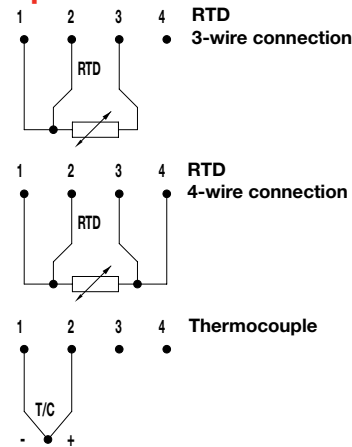 1 2 3 4 RTD
3-wire connection
RTD
1 2 3 4 RTD
4-wire connection
RTD
1 2 3 4 Thermocouple
T/C
- +